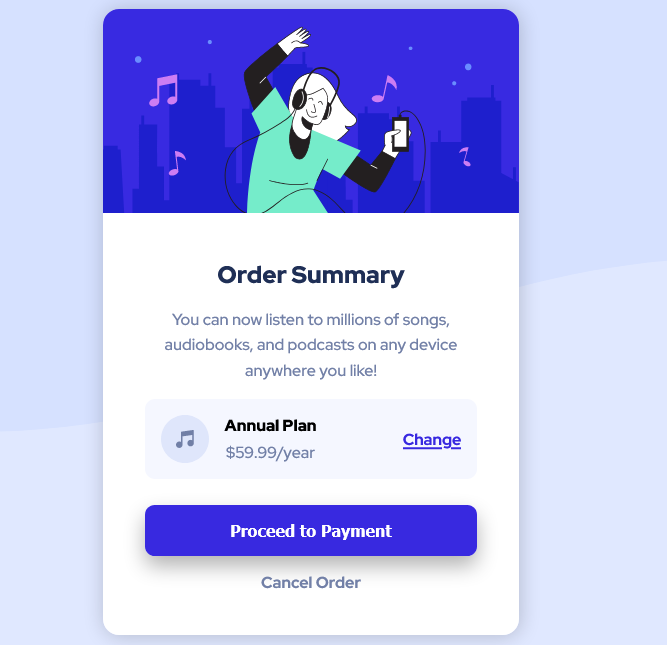 Order Summary
You can now listen to millions of songs,
audiobooks, and podcasts on any device
anywhere you like!
Annual Plan
$59.99/year
Change
Proceed to Payment
Cancel Order